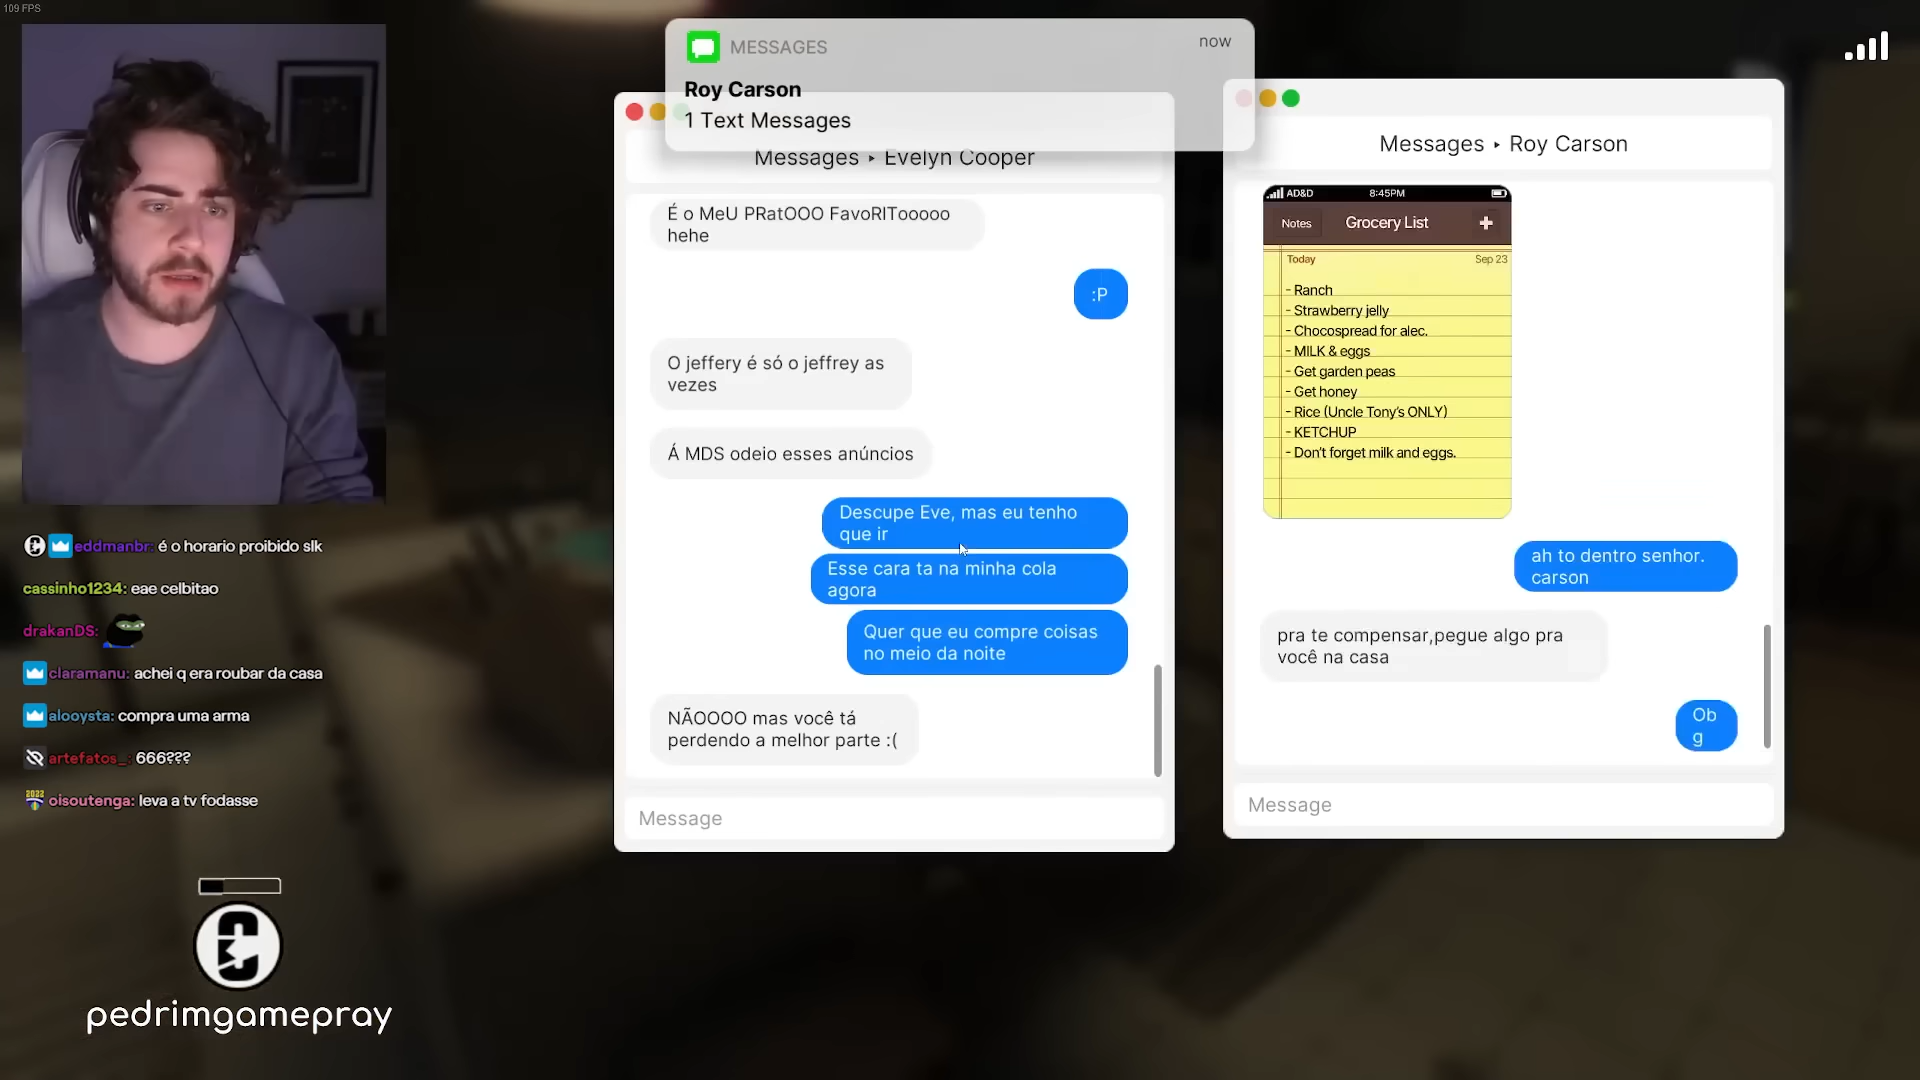 109 FPS
MESSAGES
now
Roy Carson
1 Text Messages
Messages ▸ Evelyn Cooper
É o MeU PRatOOO FavoRITooooo
hehe
:P
O jeffery é só o jeffrey as
vezes
Á MDS odeio esses anúncios
Descupe Eve, mas eu tenho
que ir
Esse cara ta na minha cola
agora
Quer que eu compre coisas
no meio da noite
NÃOOOO mas você tá
perdendo a melhor parte :(
Message
Messages ▸ Roy Carson
AD&D 8:45PM
Notes Grocery List +
Today Sep 23
- Ranch
- Strawberry jelly
- Chocospread for alec.
- MILK & eggs
- Get garden peas
- Get honey
- Rice (Uncle Tony's ONLY)
- KETCHUP
- Don't forget milk and eggs.
ah to dentro senhor.
carson
pra te compensar,pegue algo pra
você na casa
Ob
g
Message
eddmanbr: é o horario proibido slk
cassinho1234: eae celbitao
drakanDS:
claramanu: achei q era roubar da casa
alooysta: compra uma arma
artefatos_: 666???
2022 oisoutenga: leva a tv fodasse
pedrimgamepray